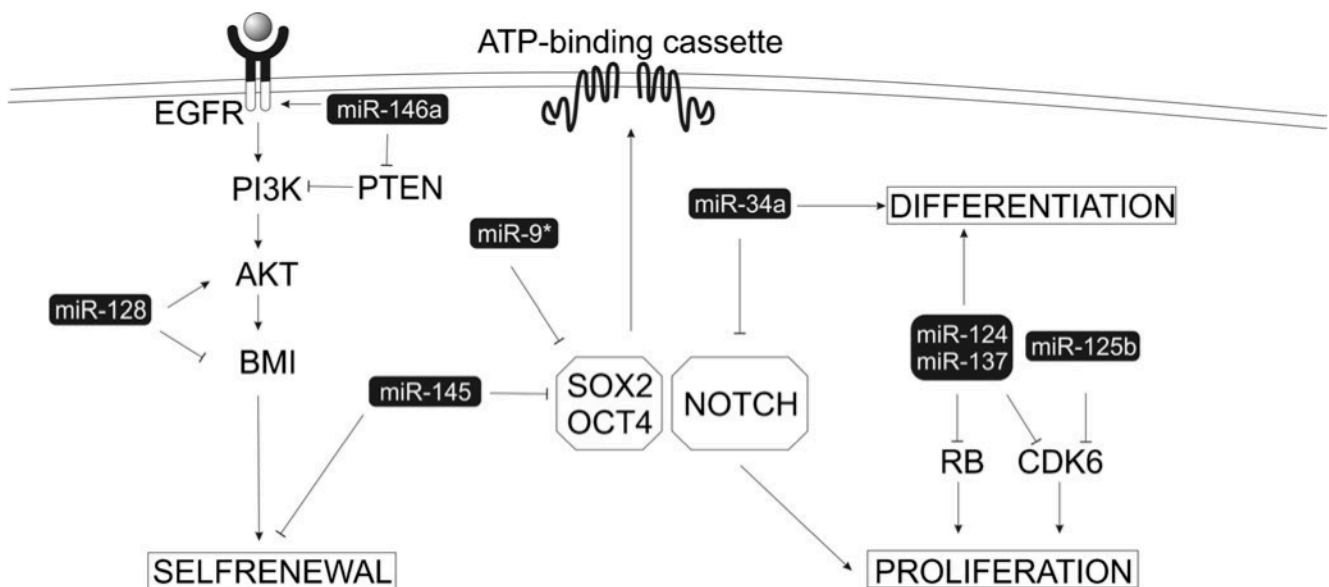 ATP-binding cassette
EGFR
miR-146a
PI3K
PTEN
miR-34a
DIFFERENTIATION
miR-9*
AKT
miR-128
miR-124
miR-137
miR-125b
BMI
miR-145
SOX2
OCT4
NOTCH
RB
CDK6
SELFRENEWAL
PROLIFERATION